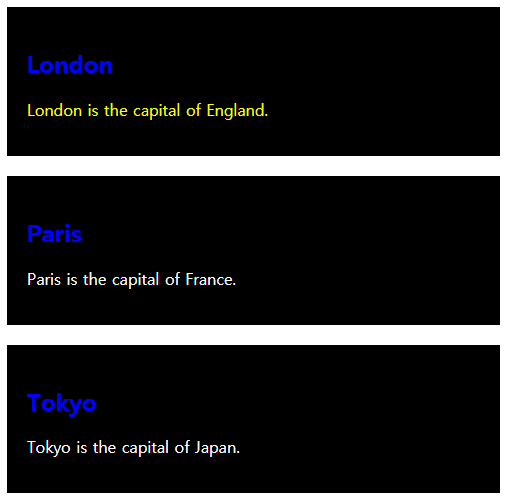 London
London is the capital of England.
Paris
Paris is the capital of France.
Tokyo
Tokyo is the capital of Japan.